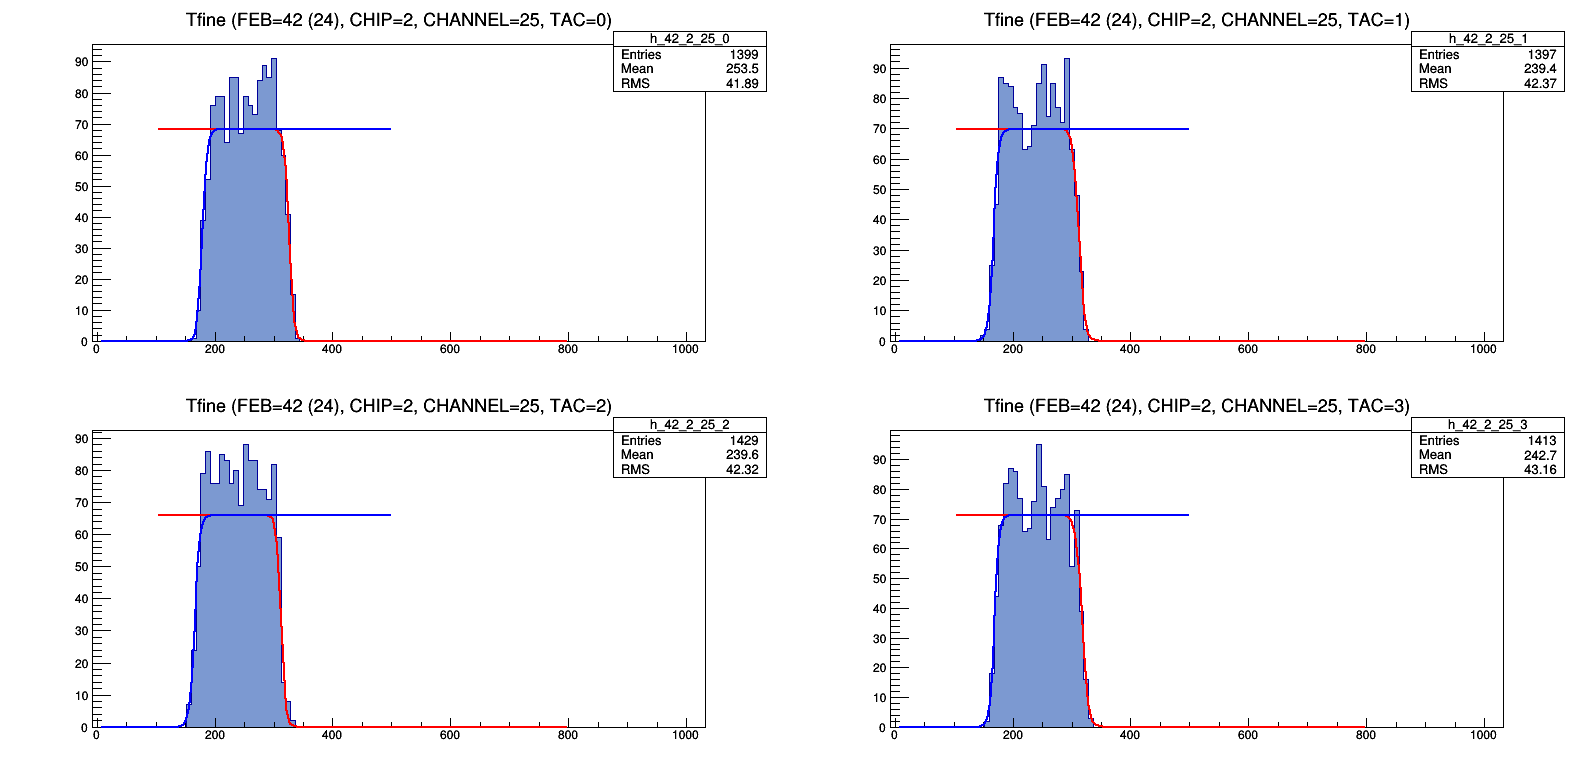 Tfine (FEB=42 (24), CHIP=2, CHANNEL=25, TAC=0)
h_42_2_25_0
Entries 1399
Mean 253.5
RMS 41.89
90
80
70
60
50
40
30
20
10
0
0 200 400 600 800 1000
Tfine (FEB=42 (24), CHIP=2, CHANNEL=25, TAC=1)
h_42_2_25_1
Entries 1397
Mean 239.4
RMS 42.37
90
80
70
60
50
40
30
20
10
0
0 200 400 600 800 1000
Tfine (FEB=42 (24), CHIP=2, CHANNEL=25, TAC=2)
h_42_2_25_2
Entries 1429
Mean 239.6
RMS 42.32
90
80
70
60
50
40
30
20
10
0
0 200 400 600 800 1000
Tfine (FEB=42 (24), CHIP=2, CHANNEL=25, TAC=3)
h_42_2_25_3
Entries 1413
Mean 242.7
RMS 43.16
90
80
70
60
50
40
30
20
10
0
0 200 400 600 800 1000